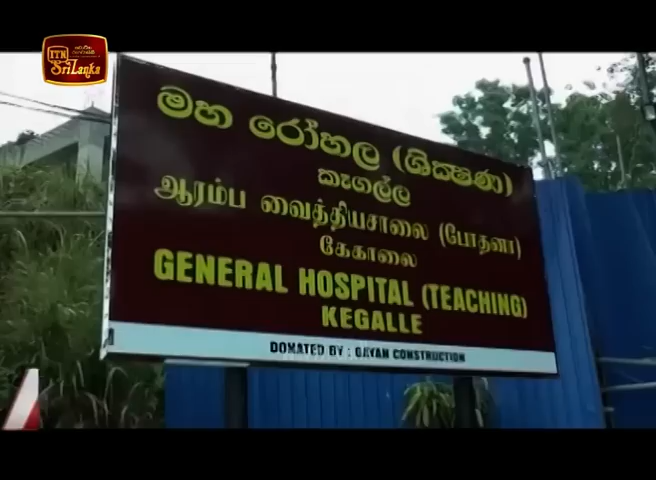 ITN
SriLanka
මහ රෝහල (ශික්ෂණ)
කෑගල්ල
ஆரம்ப வைத்தியசாலை (போதனா)
கேகாலை
GENERAL HOSPITAL (TEACHING)
KEGALLE
DONATED BY : GAYAN CONSTRUCTION